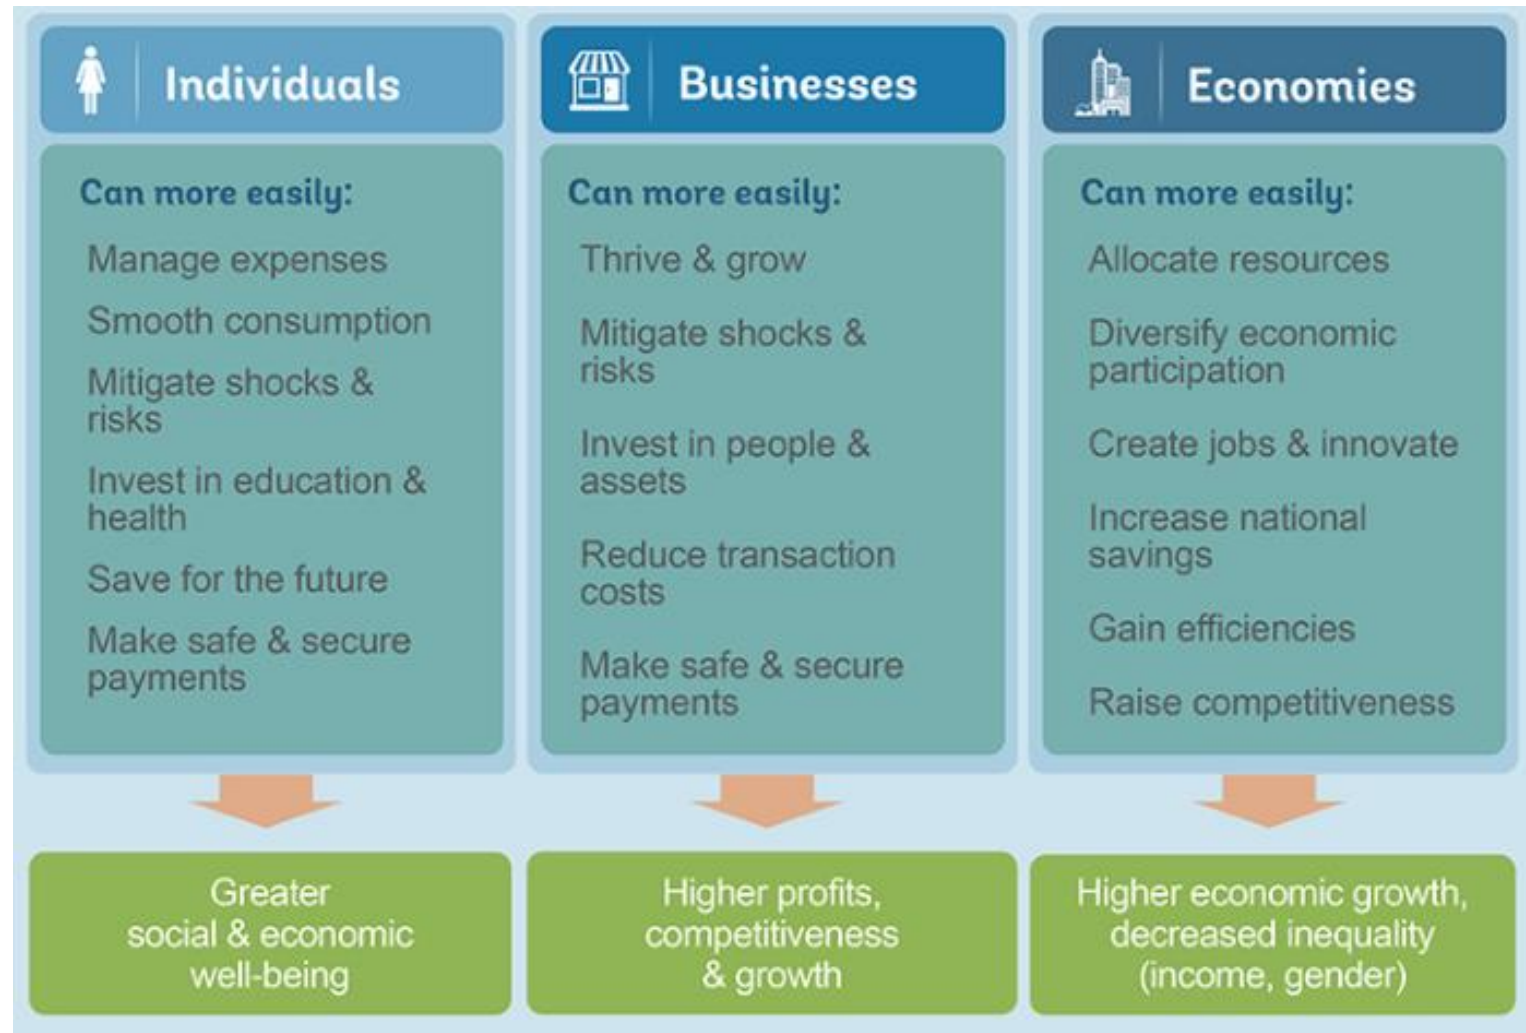 Individuals
Can more easily:
Manage expenses
Smooth consumption
Mitigate shocks &
risks
Invest in education &
health
Save for the future
Make safe & secure
payments
Greater
social & economic
well-being
Businesses
Can more easily:
Thrive & grow
Mitigate shocks &
risks
Invest in people &
assets
Reduce transaction
costs
Make safe & secure
payments
Higher profits,
competitiveness
& growth
Economies
Can more easily:
Allocate resources
Diversify economic
participation
Create jobs & innovate
Increase national
savings
Gain efficiencies
Raise competitiveness
Higher economic growth,
decreased inequality
(income, gender)